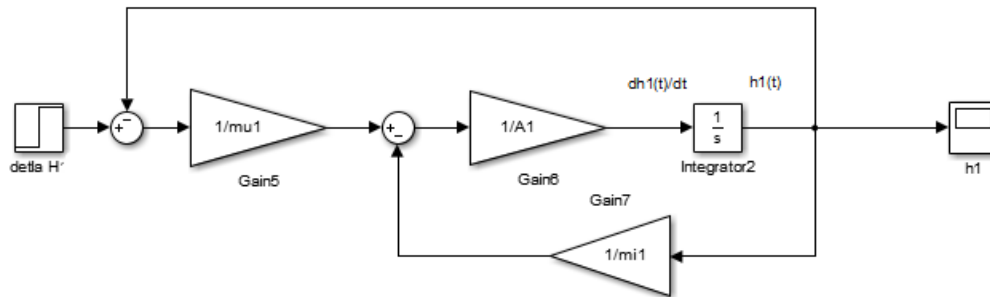 dh1(t)/dt
h1(t)
1/mu1
1/A1
1
s
detla H'
Gain5
Gain6
Integrator2
h1
Gain7
1/mi1